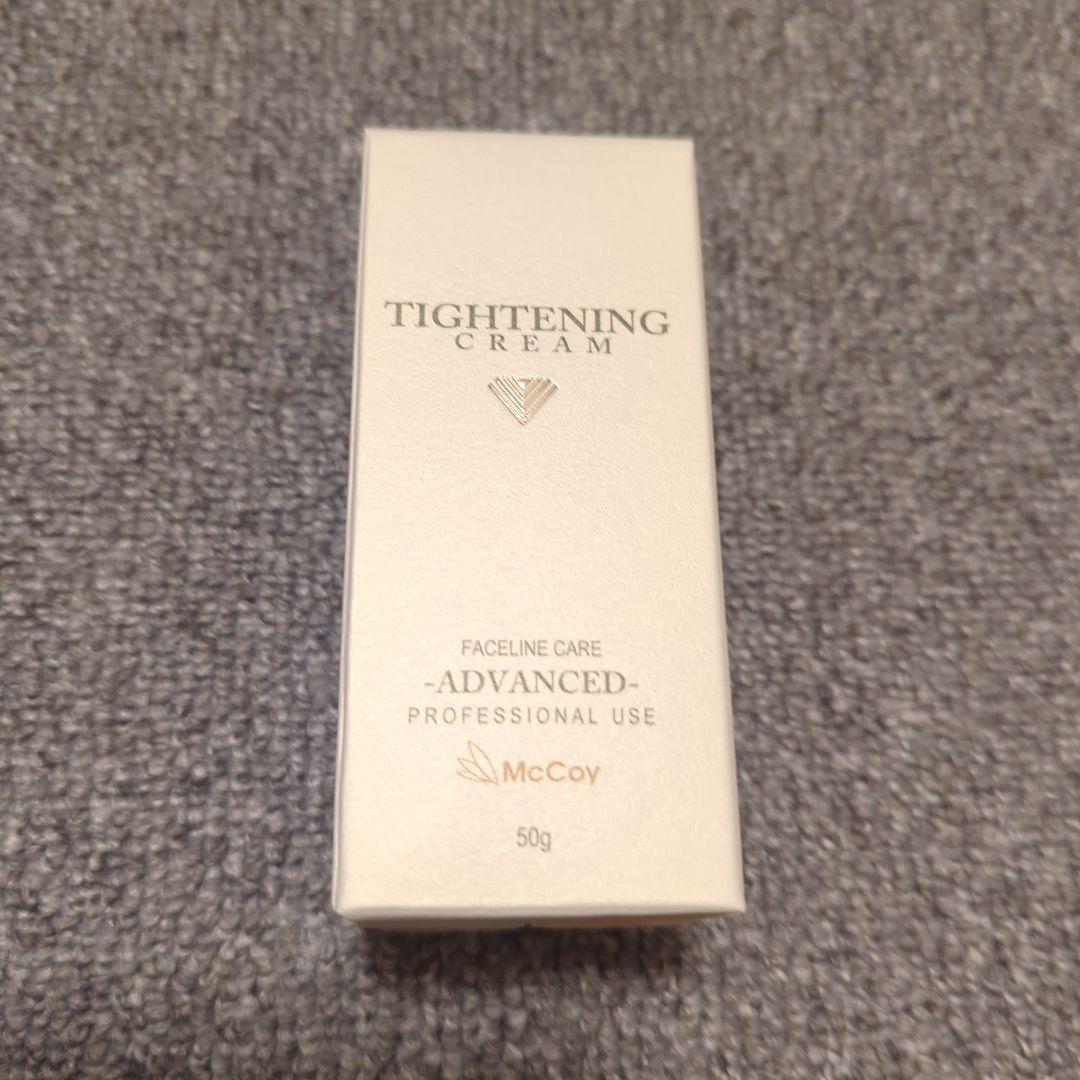 TIGHTENING
CREAM
FACELINE CARE
-ADVANCED-
PROFESSIONAL USE
McCoy
50g